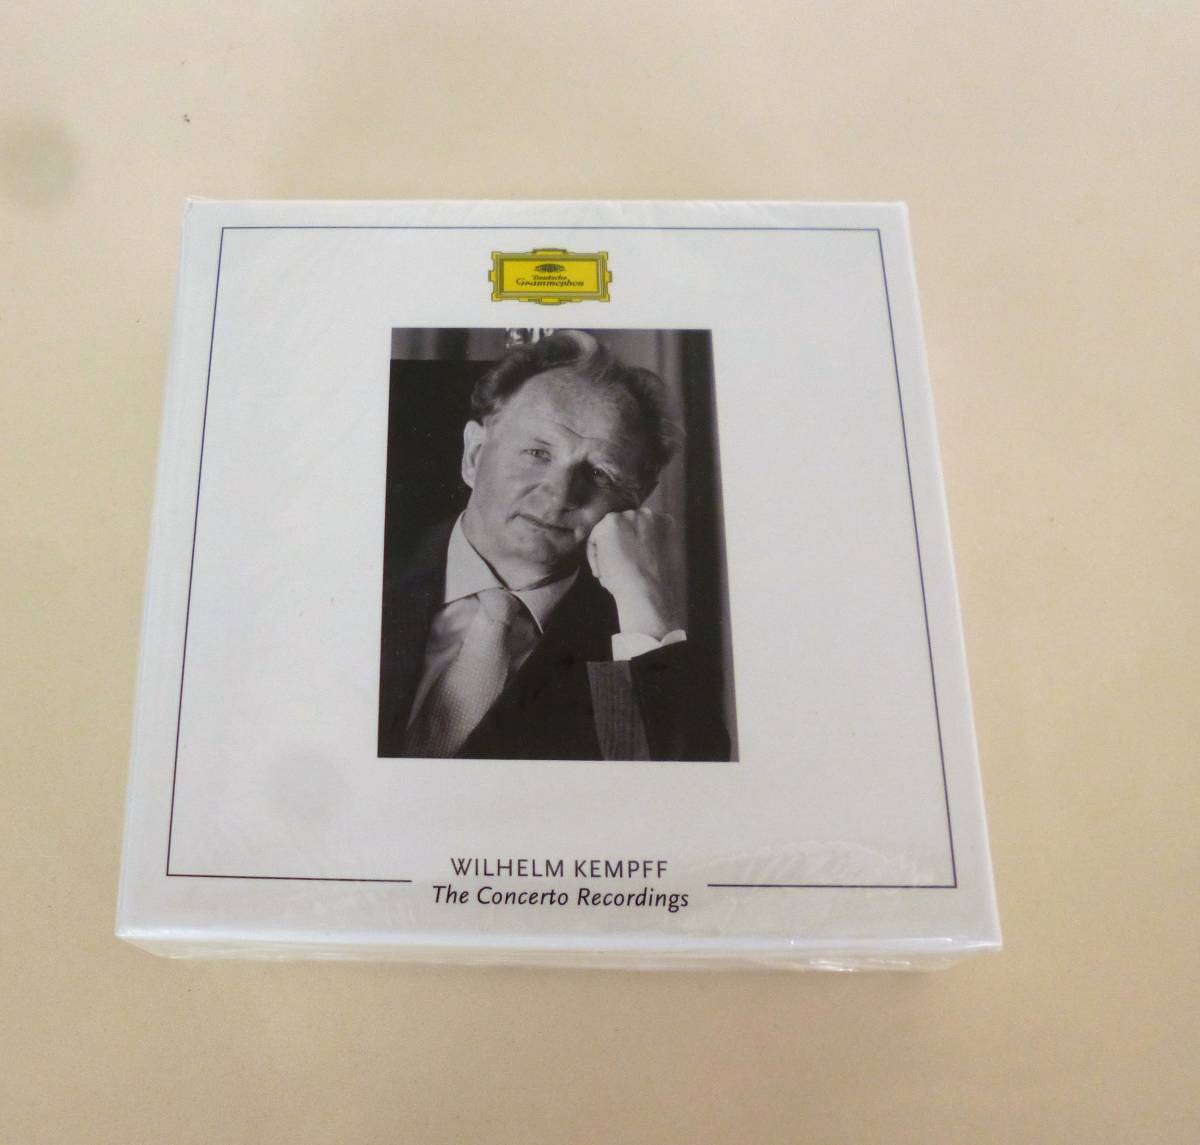 Deutsche
Grammophon
WILHELM KEMPFF
The Concerto Recordings